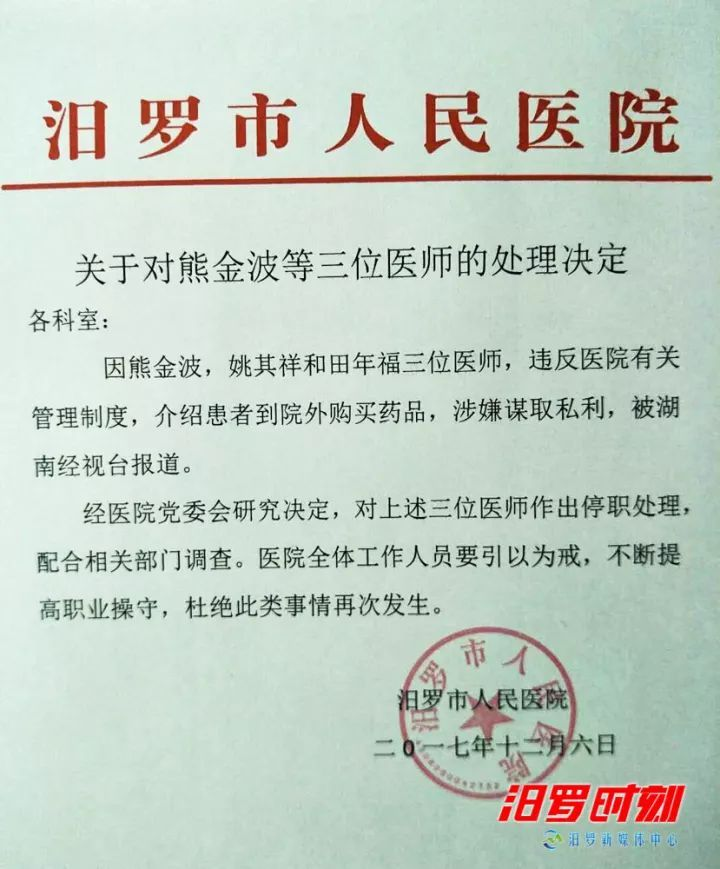 汨罗市人民医院
关于对熊金波等三位医师的处理决定
各科室：
因熊金波，姚其祥和田年福三位医师，违反医院有关
管理制度，介绍患者到院外购买药品，涉嫌谋取私利，被湖
南经视台报道。
经医院党委会研究决定，对上述三位医师作出停职处理，
配合相关部门调查。医院全体工作人员要引以为戒，不断提
高职业操守，杜绝此类事情再次发生。
汨罗市人民医院
汨罗市人民医院
二0一七年十二月六日
汨罗时刻
汨罗新媒体中心